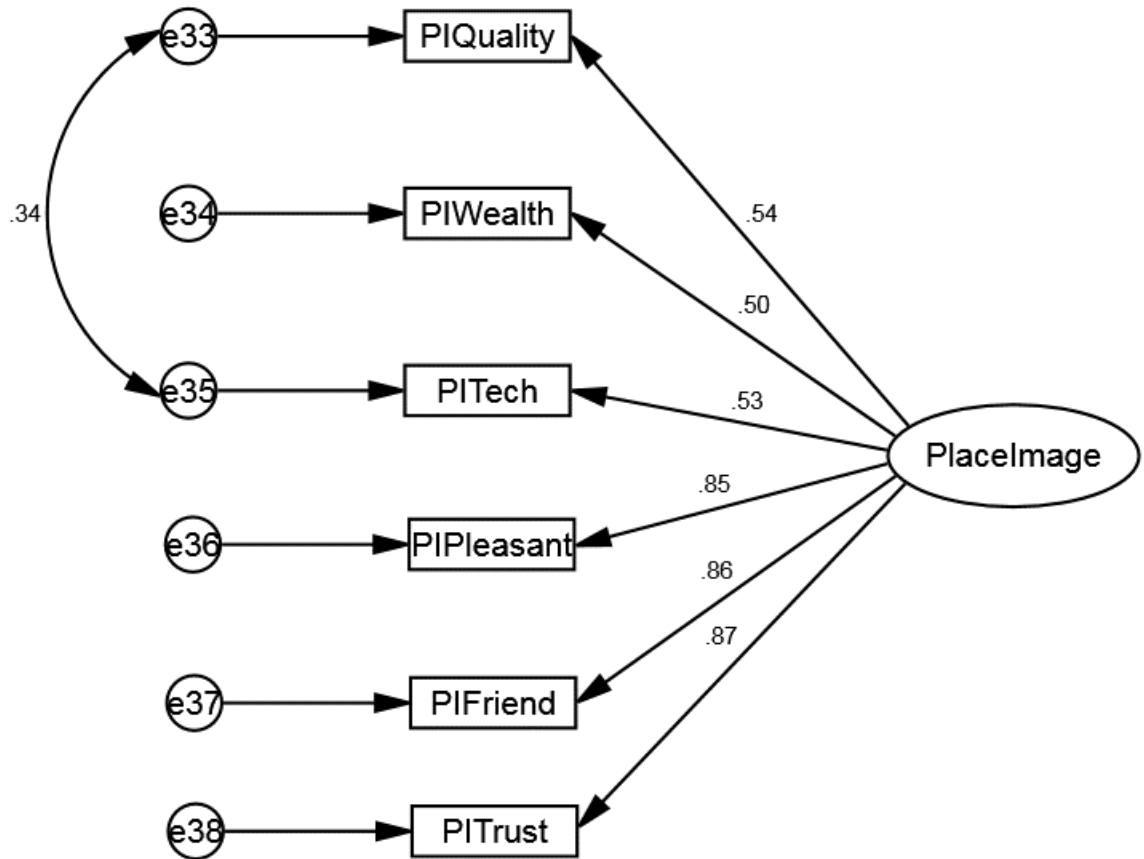 e33
PIQuality
.34
e34
PIWealth
.54
.50
e35
PITech
.53
PlaceImage
.85
e36
PIPleasant
.86
.87
e37
PIFriend
e38
PITrust